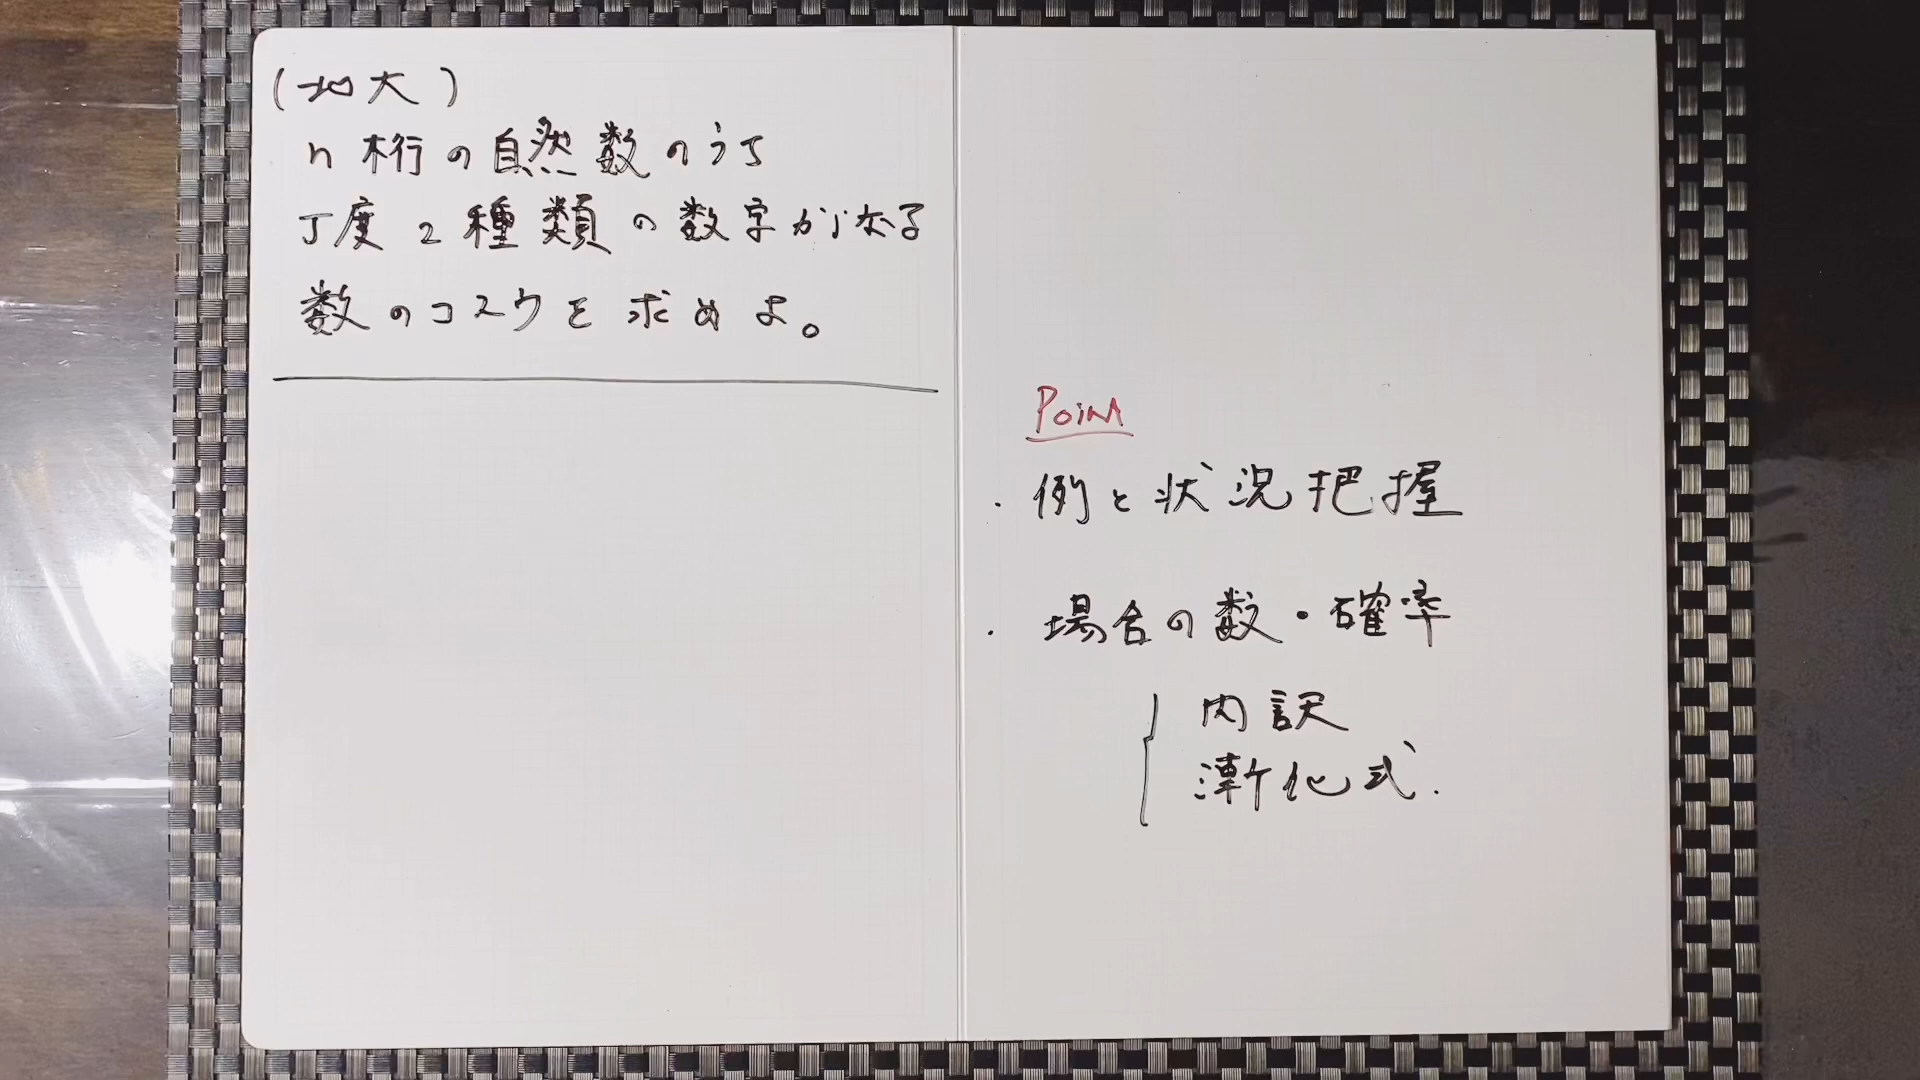 (北大)
n桁の自然数のうち
丁度2種類の数字からなる
数のコスウを求めよ。
Point
・例と状況把握
・場合の数・確率
内訳
漸化式.